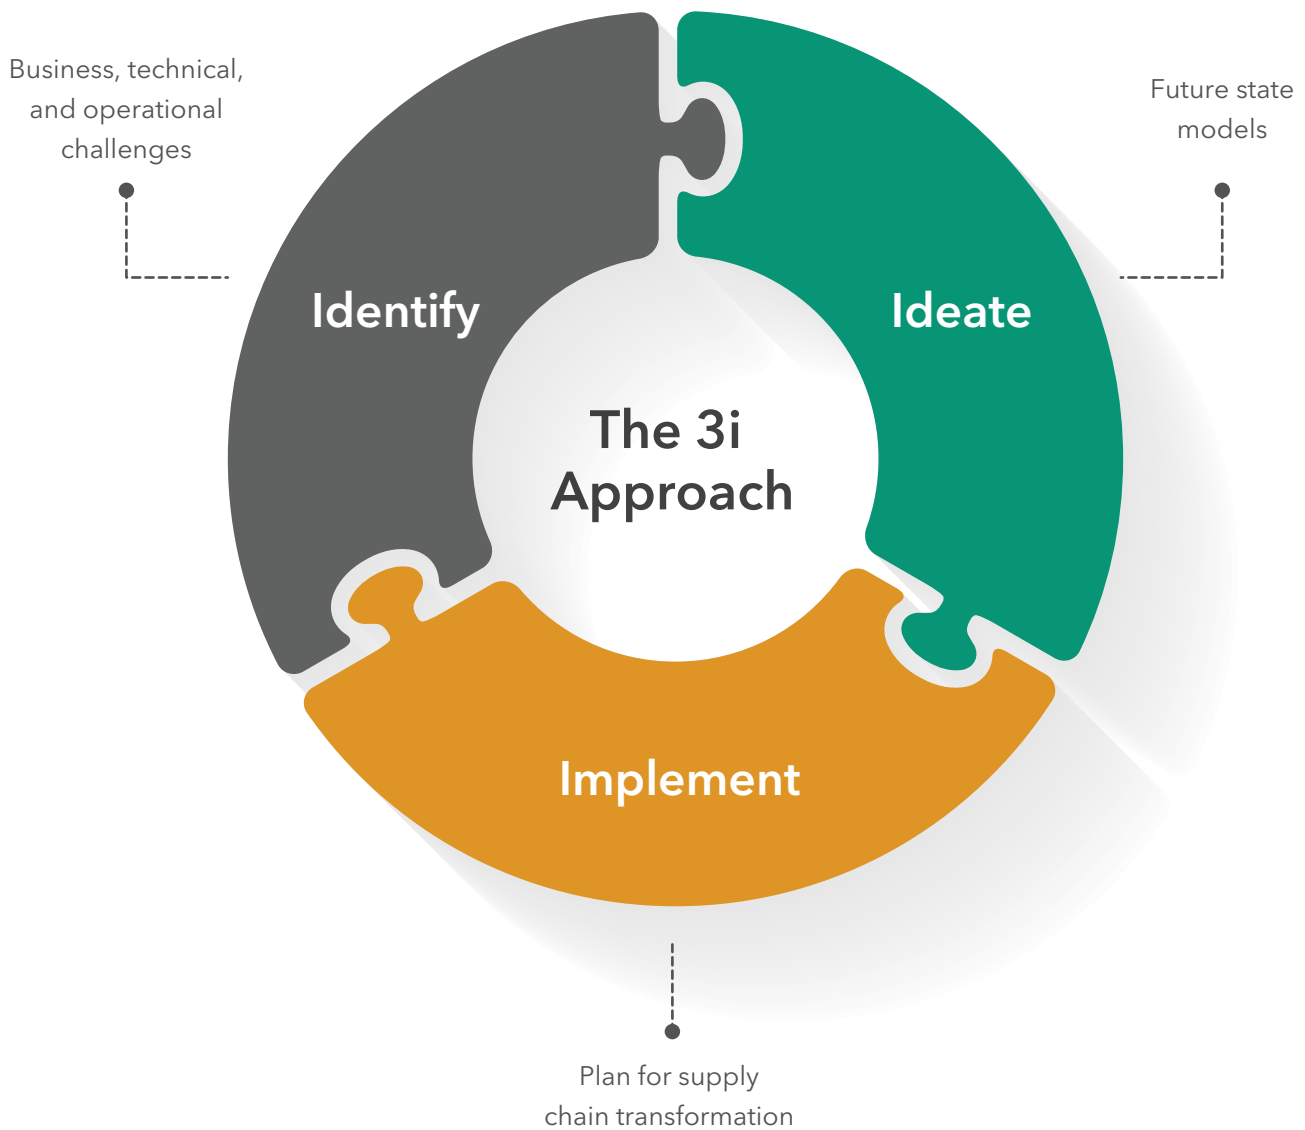 Business, technical,
and operational
challenges
Future state
models
Identify
Ideate
The 3i
Approach
Implement
Plan for supply
chain transformation